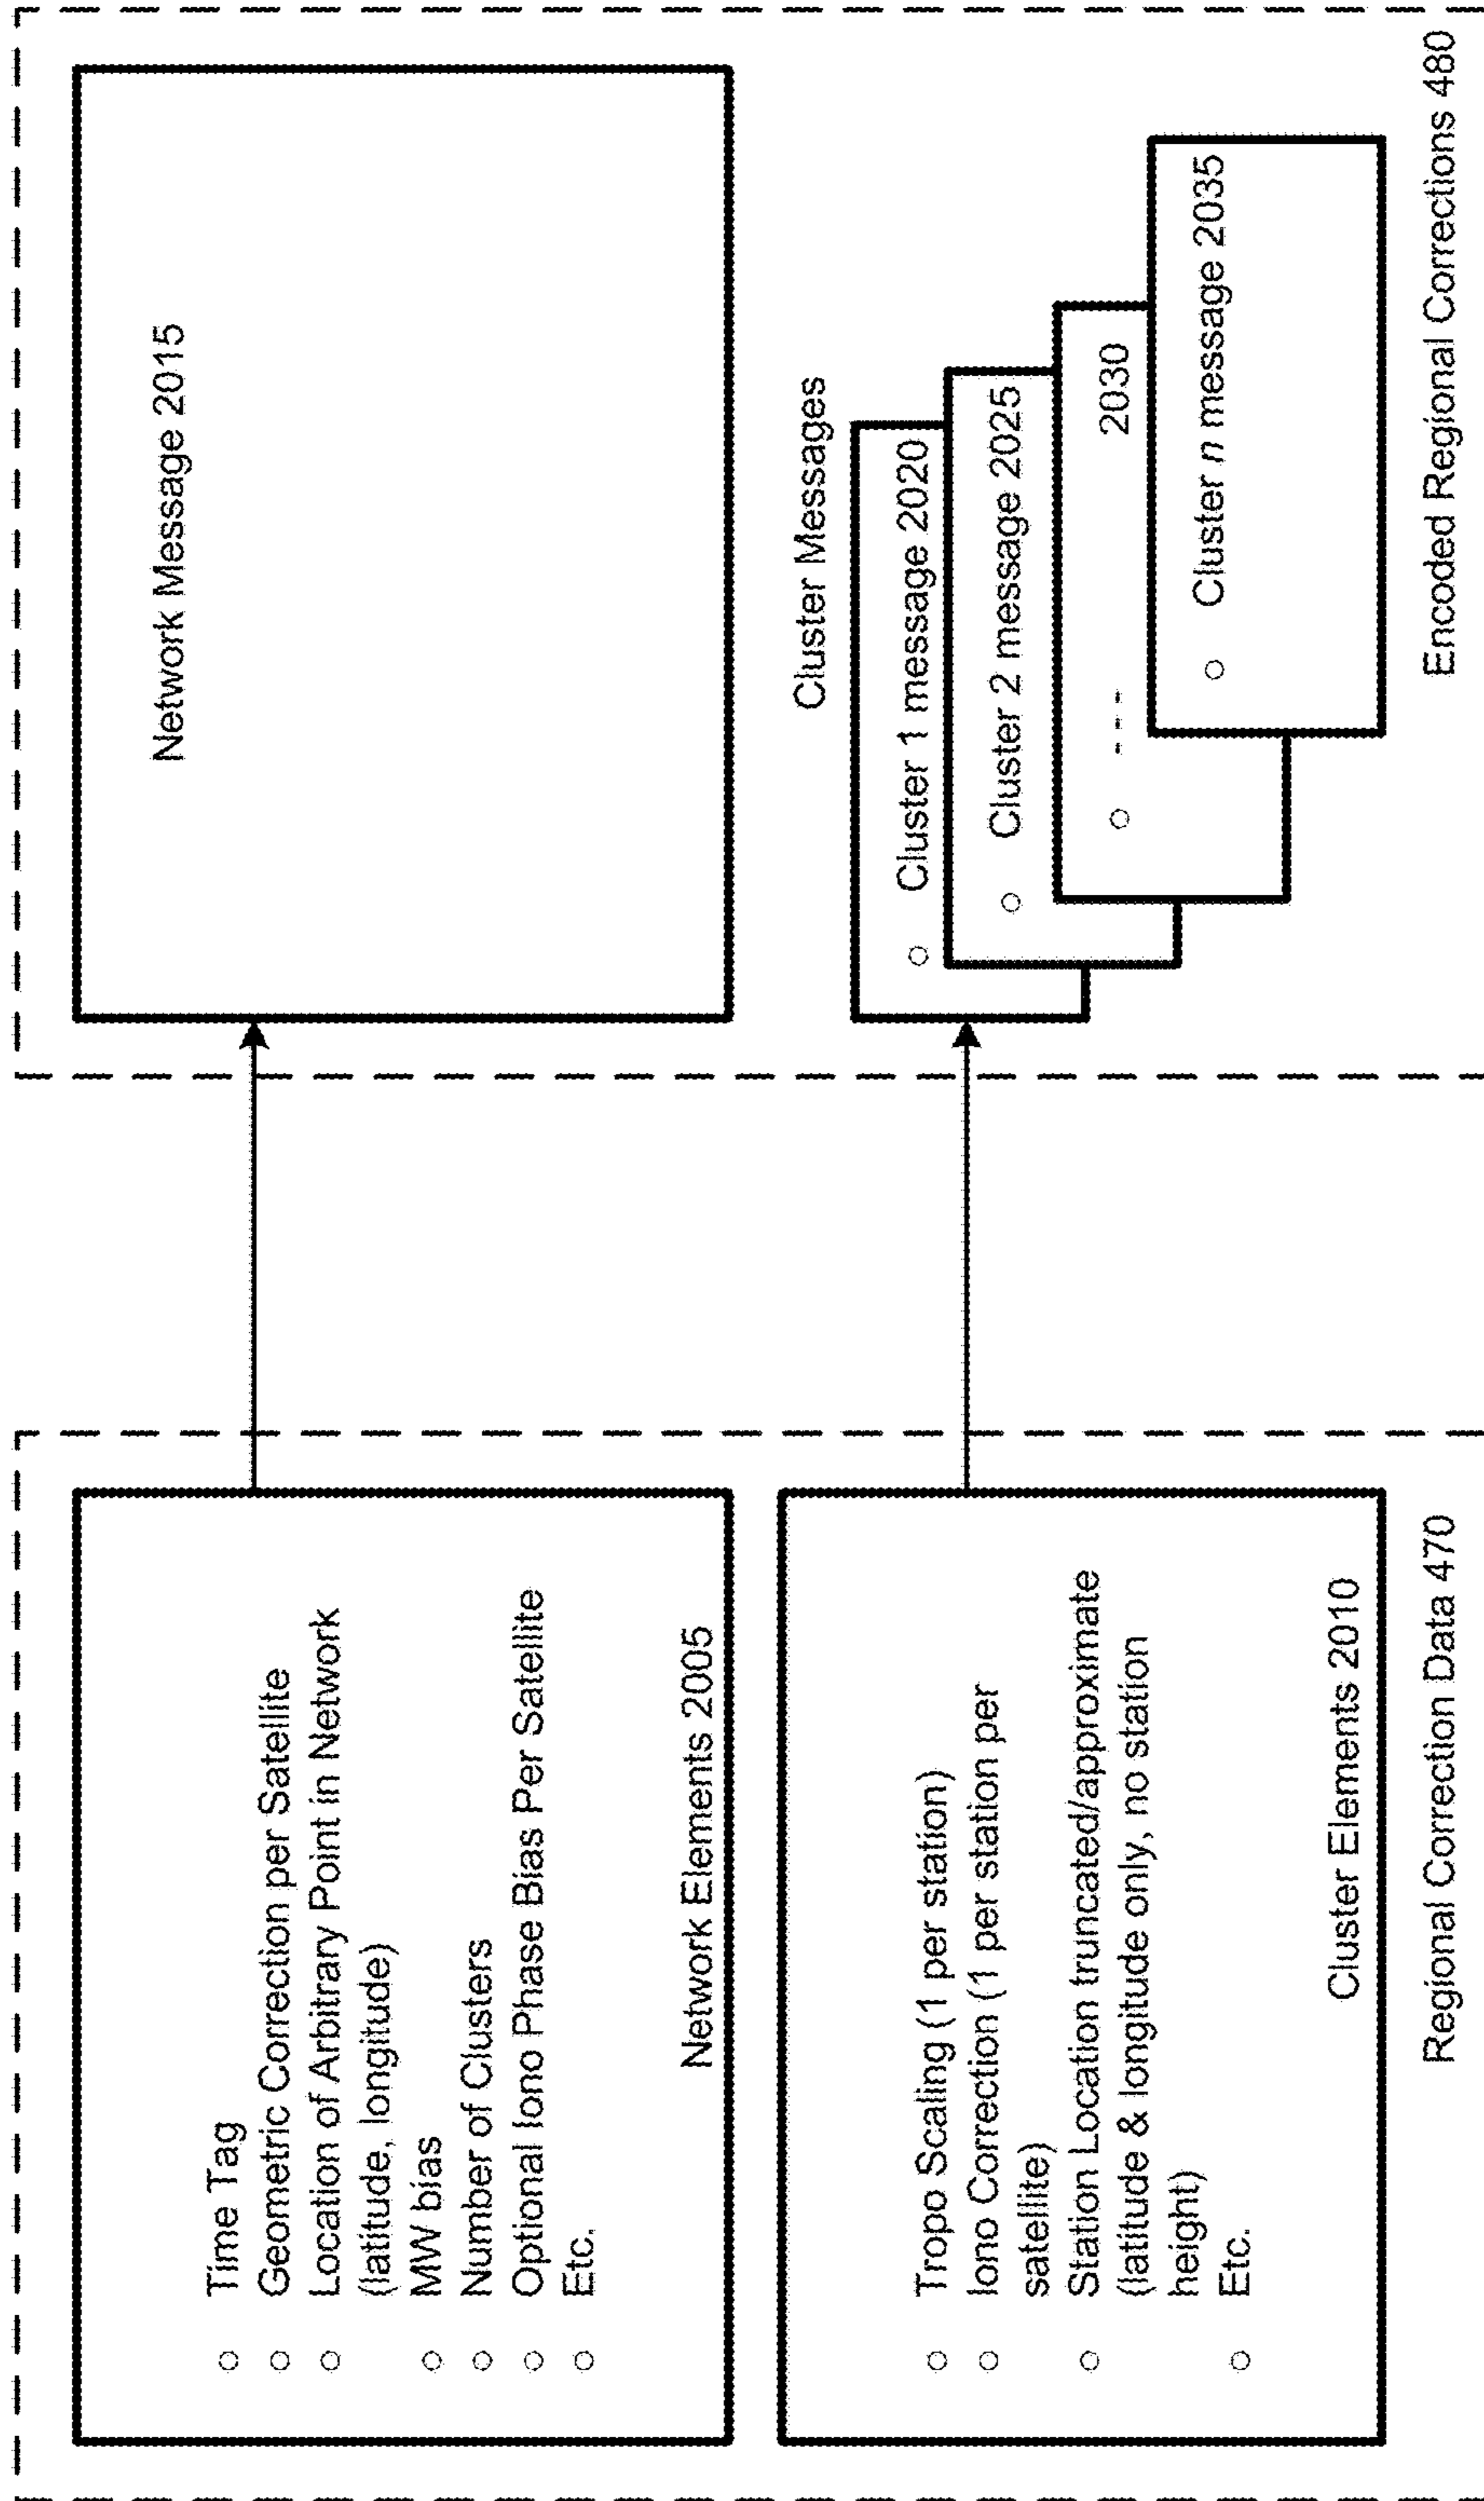 Time Tag
Geometric Correction per Satellite
Location of Arbitrary Point in Network
(latitude, longitude)
MW bias
Number of Clusters
Optional Iono Phase Bias Per Satellite
Etc.
Network Elements 2005
Tropo Scaling (1 per station)
Iono Correction (1 per station per
satellite)
Station Location truncated/approximate
(latitude & longitude only, no station
height)
Etc.
Cluster Elements 2010
Regional Correction Data 470
Network Message 2015
Cluster Messages
Cluster 1 message 2020
Cluster 2 message 2025
--- 2030
Cluster n message 2035
Encoded Regional Corrections 480